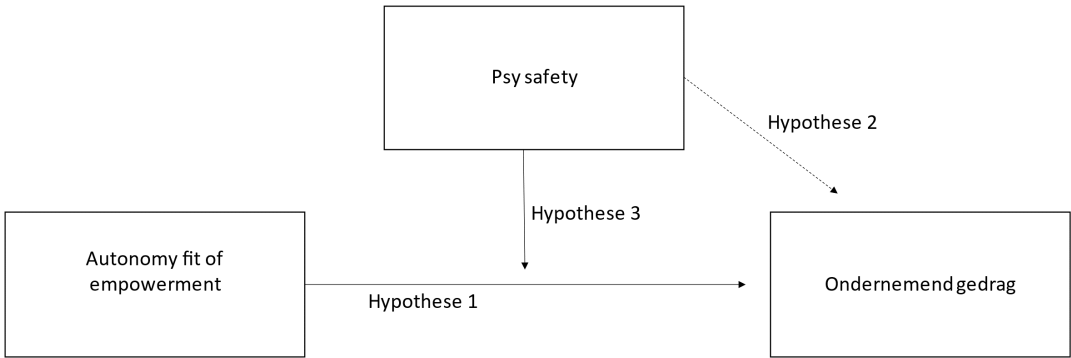 Psy safety
Hypothese 2
Hypothese 3
Autonomy fit of
empowerment
Hypothese 1
Ondernemend gedrag